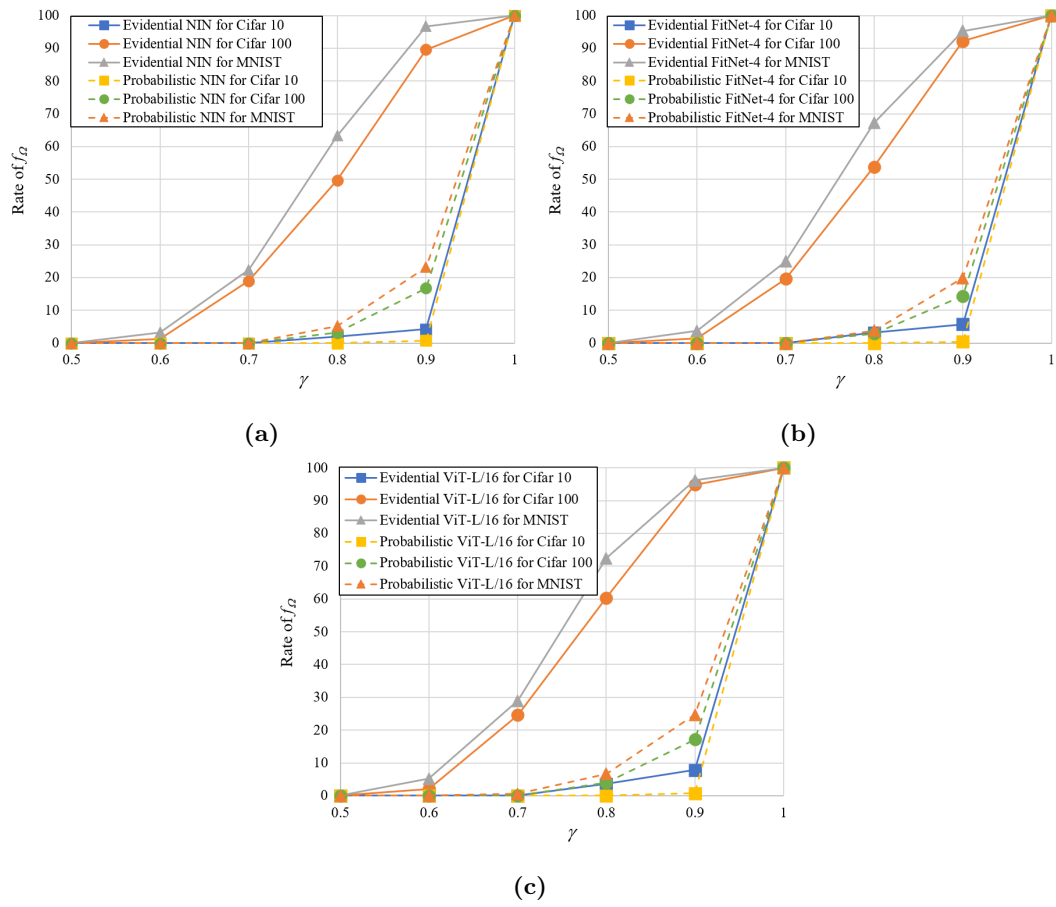 100
90
80
70
60
50
40
30
20
10
0
Rate of fΩ
Evidential NIN for Cifar 10
Evidential NIN for Cifar 100
Evidential NIN for MNIST
Probabilistic NIN for Cifar 10
Probabilistic NIN for Cifar 100
Probabilistic NIN for MNIST
0.5 0.6 0.7 0.8 0.9 1
γ
(a)
100
90
80
70
60
50
40
30
20
10
0
Rate of fΩ
Evidential FitNet-4 for Cifar 10
Evidential FitNet-4 for Cifar 100
Evidential FitNet-4 for MNIST
Probabilistic FitNet-4 for Cifar 10
Probabilistic FitNet-4 for Cifar 100
Probabilistic FitNet-4 for MNIST
0.5 0.6 0.7 0.8 0.9 1
γ
(b)
100
90
80
70
60
50
40
30
20
10
0
Rate of fΩ
Evidential ViT-L/16 for Cifar 10
Evidential ViT-L/16 for Cifar 100
Evidential ViT-L/16 for MNIST
Probabilistic ViT-L/16 for Cifar 10
Probabilistic ViT-L/16 for Cifar 100
Probabilistic ViT-L/16 for MNIST
0.5 0.6 0.7 0.8 0.9 1
γ
(c)